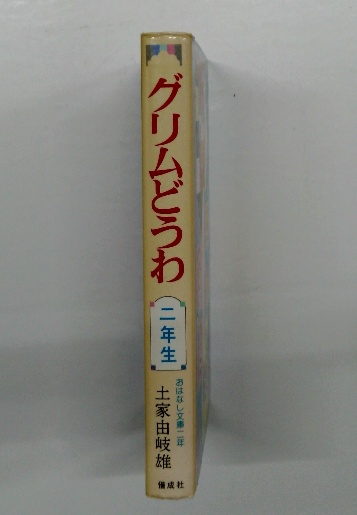 グリムどうわ
二年生
おはなし文庫二年
土家由岐雄
偕成社